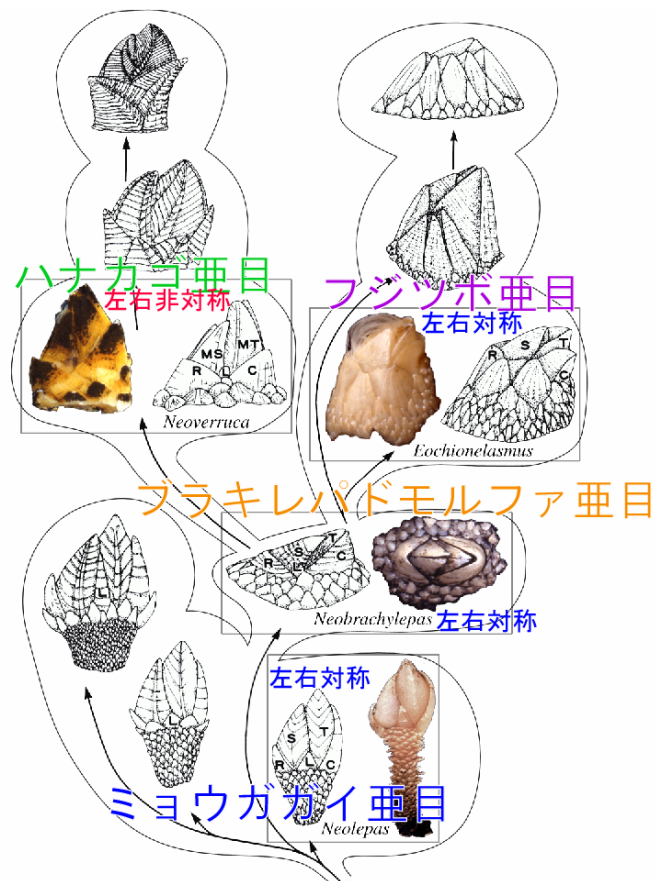 ハナカゴ亜目
左右非対称
MS
MT
R
L
C
Neoverruca
フジツボ亜目
左右対称
R
S
T
C
Eochionelasmus
ブラキレパドモルファ亜目
S
T
R
L
C
Neobrachylepas
左右対称
L
L
左右対称
S
T
R
L
C
ミョウガガイ亜目
Neolepas